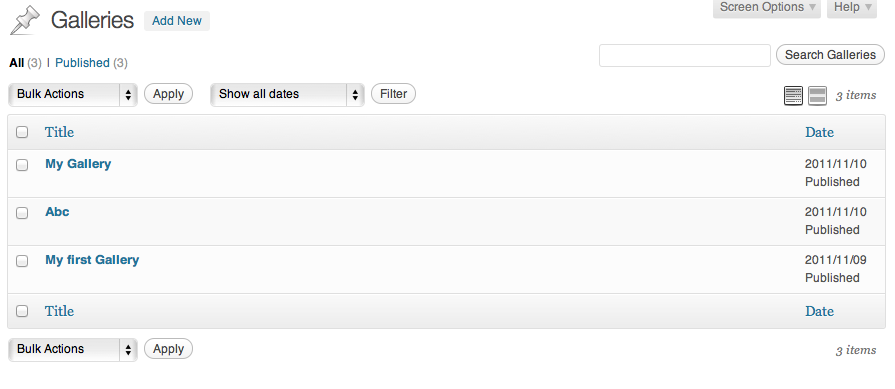 Galleries Add New Screen Options Help
All (3) | Published (3) Search Galleries
Bulk Actions Apply Show all dates Filter 3 items
Title Date
My Gallery 2011/11/10
Published
Abc 2011/11/10
Published
My first Gallery 2011/11/09
Published
Title Date
Bulk Actions Apply 3 items